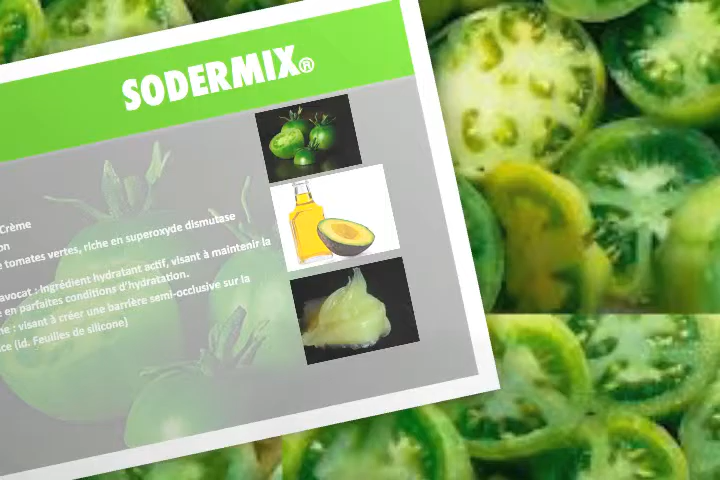 SODERMIX®
Crème
on
tomates vertes, riche en superoxyde dismutase
avocat : Ingrédient hydratant actif, visant à maintenir la
en parfaites conditions d'hydratation.
ne : visant à créer une barrière semi-occlusive sur la
ce (id. Feuilles de silicone)